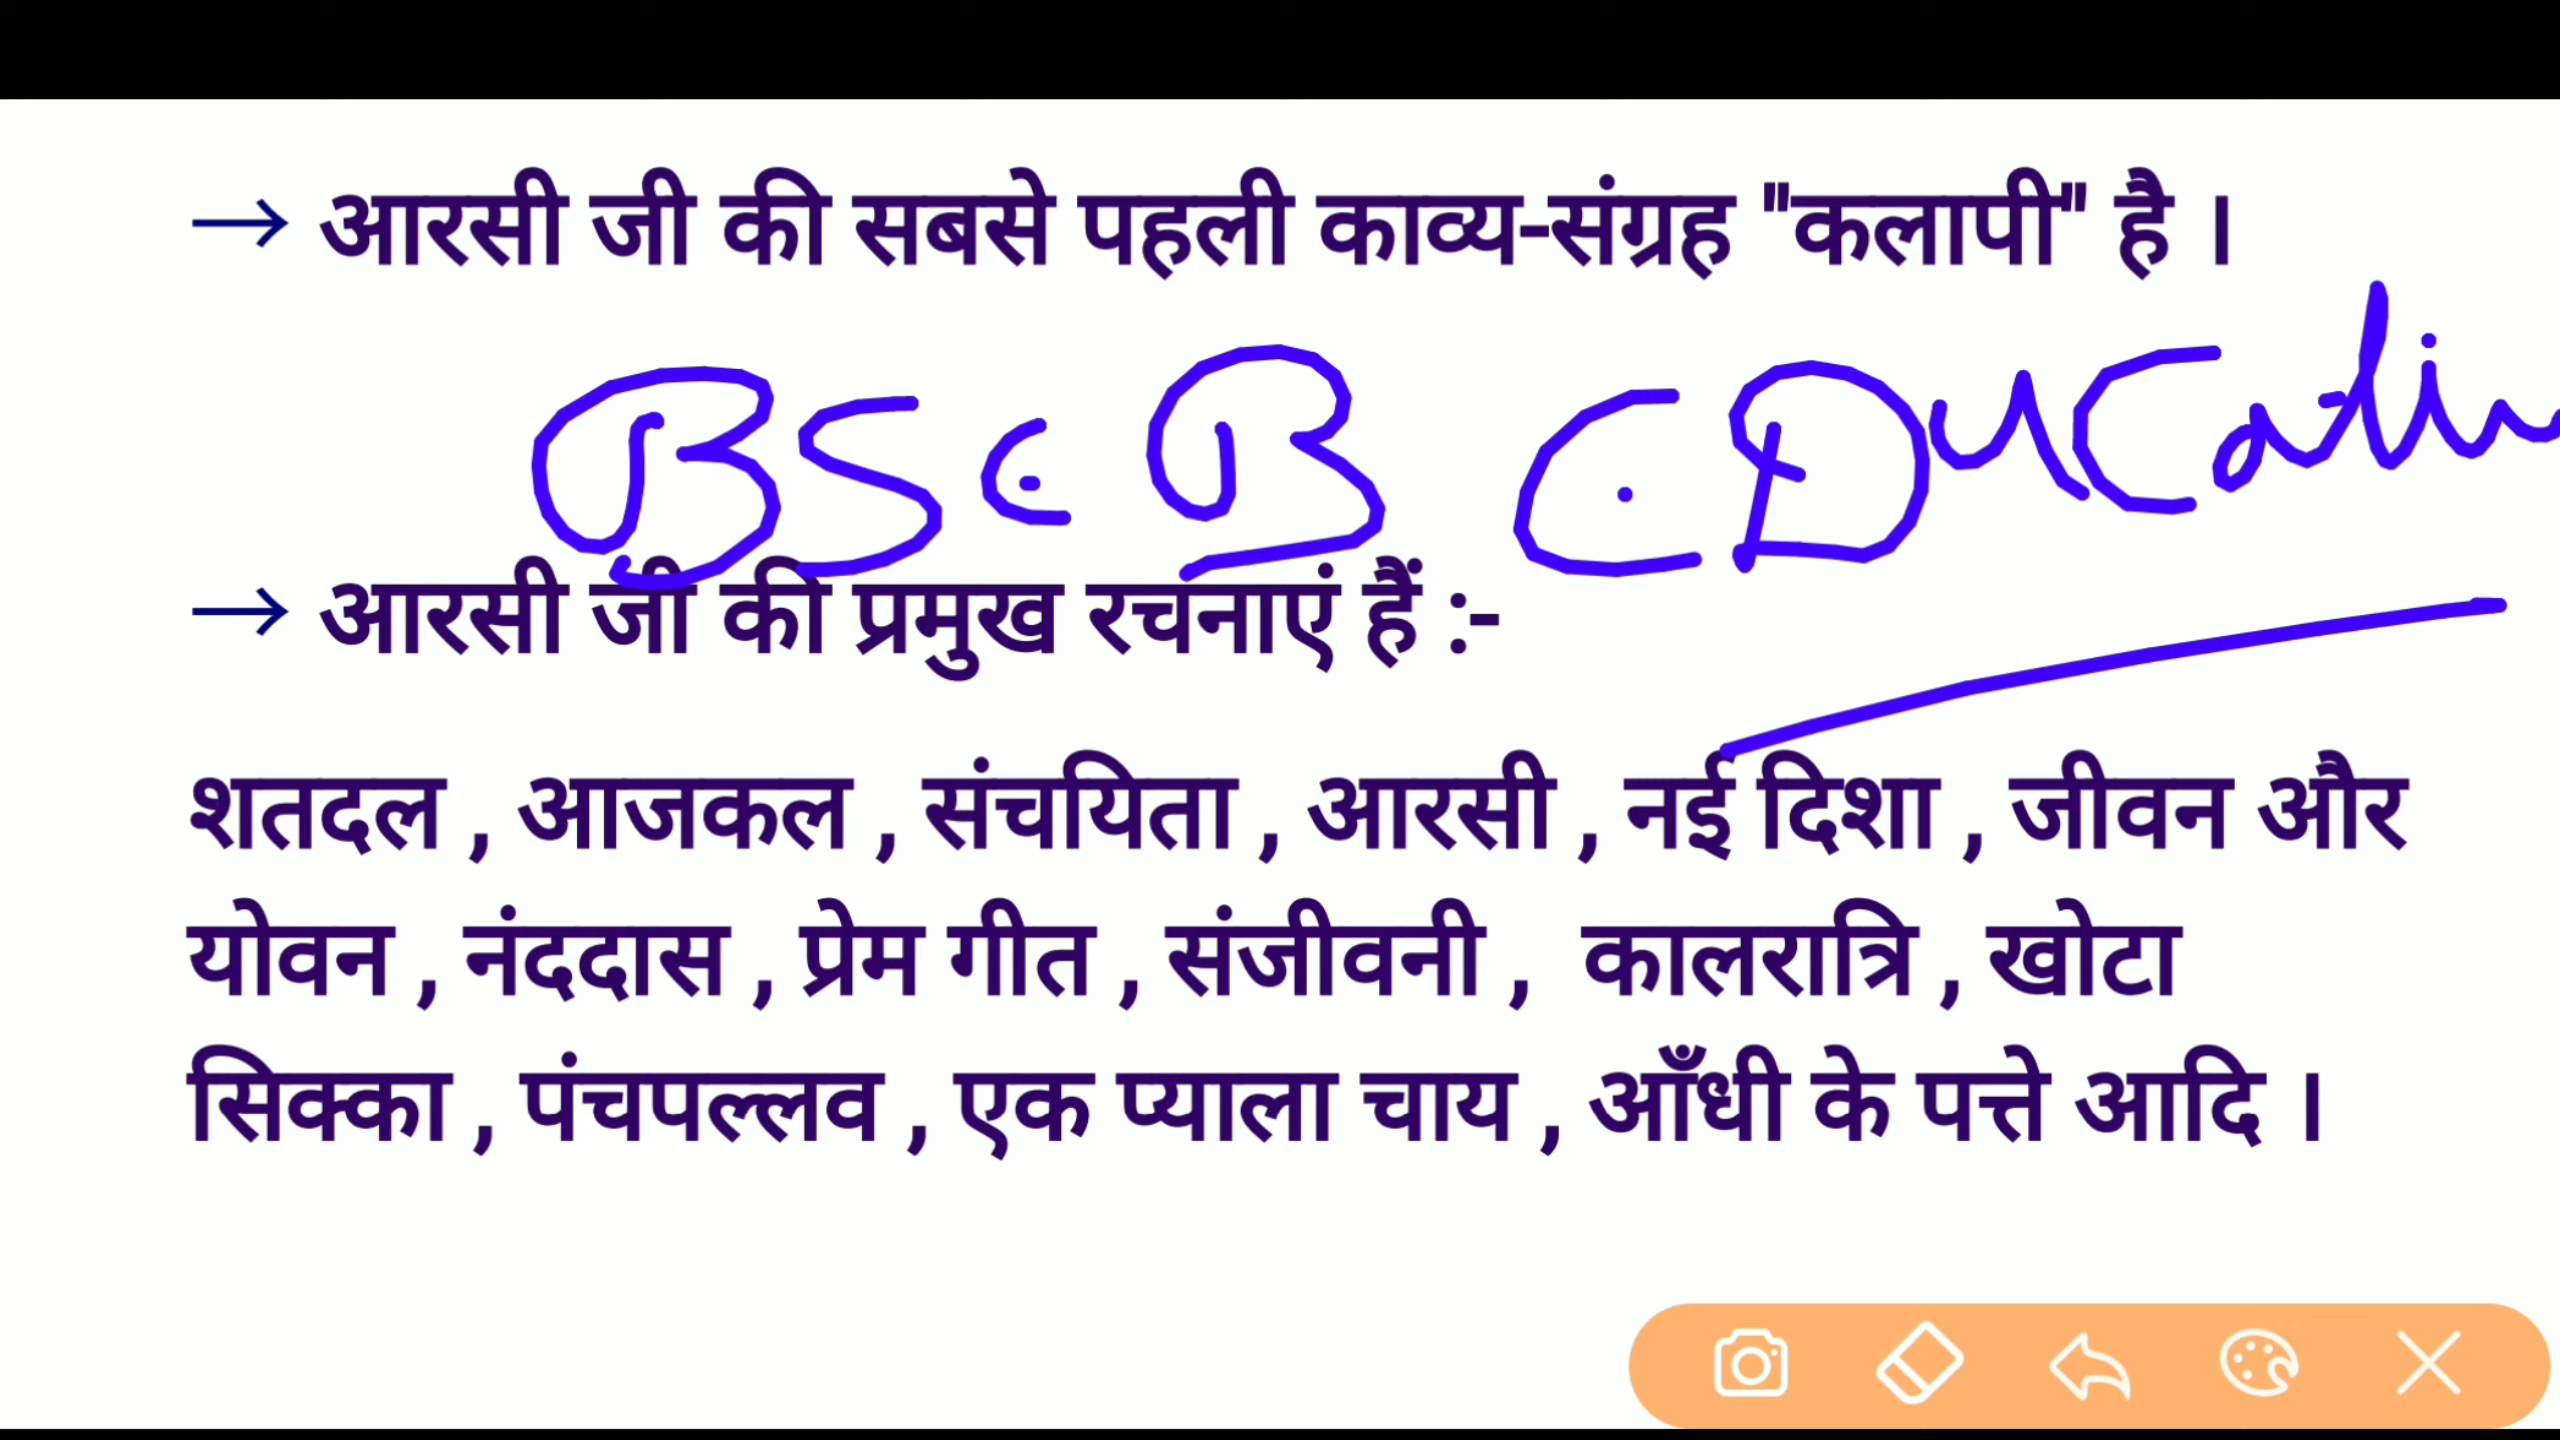 → आरसी जी की सबसे पहली काव्य-संग्रह "कलापी" है ।
BSEB
→ आरसी जी की प्रमुख रचनाएं हैं :-
शतदल , आजकल , संचयिता , आरसी , नई दिशा , जीवन और
योवन , नंददास , प्रेम गीत , संजीवनी , कालरात्रि , खोटा
सिक्का , पंचपल्लव , एक प्याला चाय , आँधी के पत्ते आदि ।